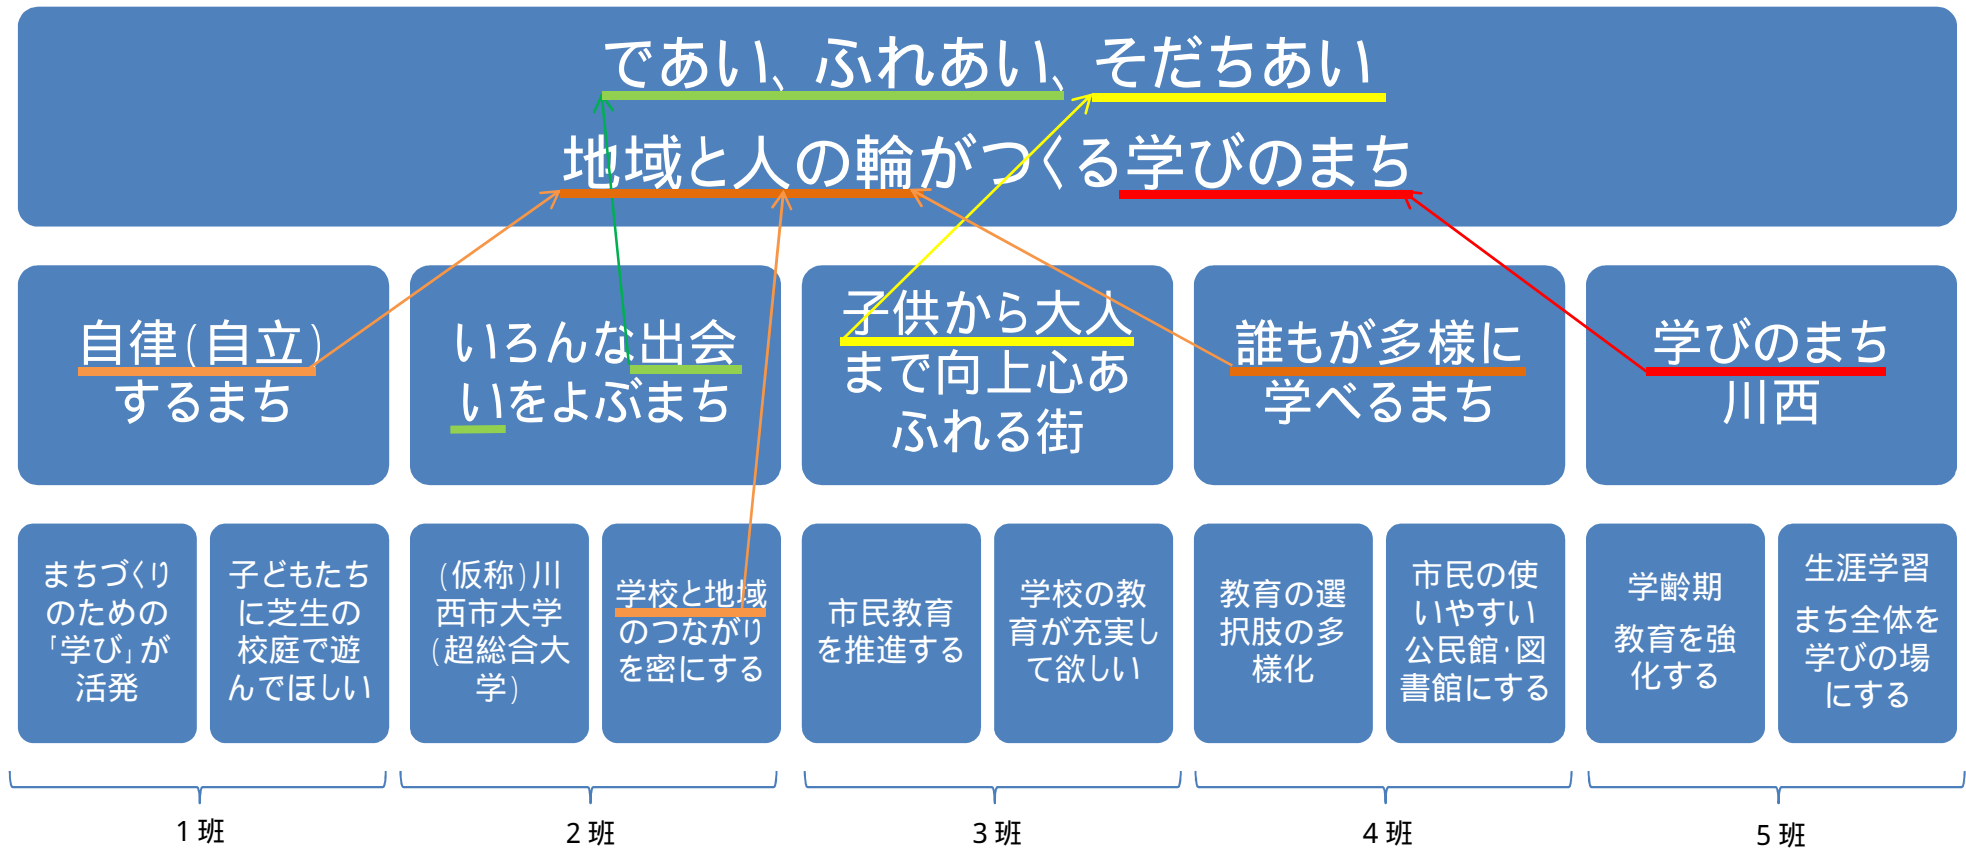 であい、ふれあい、そだちあい
地域と人の輪がつくる学びのまち
自律(自立)
するまち
いろんな出会
いをよぶまち
子供から大人
まで向上心あ
ふれる街
誰もが多様に
学べるまち
学びのまち
川西
まちづくり
のための
「学び」が
活発
子どもたち
に芝生の
校庭で遊
んでほしい
(仮称)川
西市大学
(超総合大
学)
学校と地域
のつながり
を密にする
市民教育
を推進する
学校の教
育が充実し
て欲しい
教育の選
択肢の多
様化
市民の使
いやすい
公民館・図
書館にする
学齢期
教育を強
化する
生涯学習
まち全体を
学びの場
にする
1班
2班
3班
4班
5班